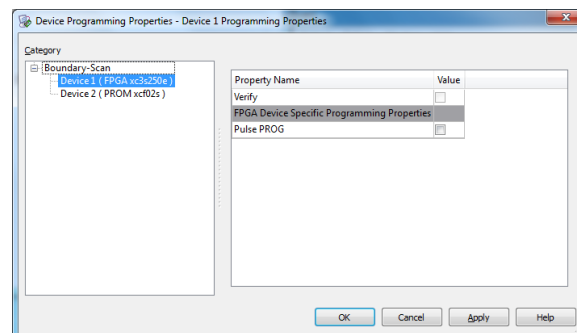 Device Programming Properties - Device 1 Programming Properties
Category
Boundary-Scan
Device 1 ( FPGA xc3s250e )
Device 2 ( PROM xcf02s )
Property Name Value
Verify
FPGA Device Specific Programming Properties
Pulse PROG
OK Cancel Apply Help